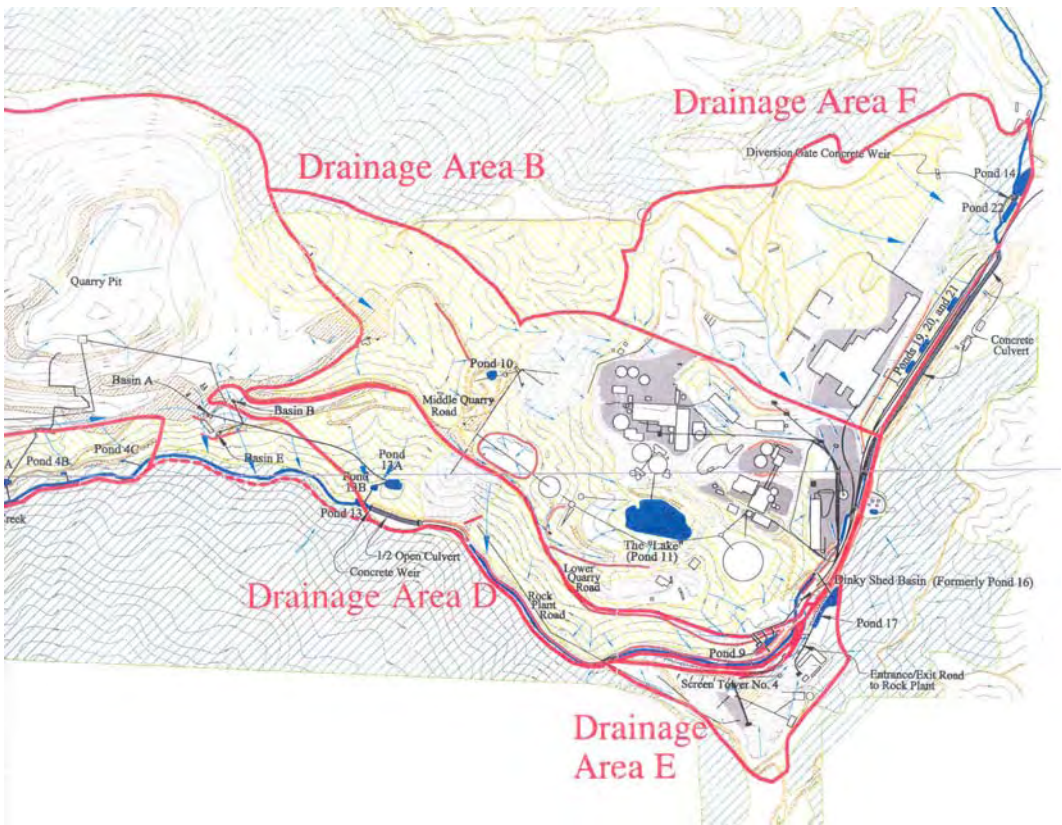 Drainage Area F
Drainage Area B
Diversion Gate Concrete Weir
Pond 14
Pond 22
Quarry Pit
Ponds 19, 20, and 21
Concrete
Culvert
Pond 10
Basin A
Middle Quarry
Road
Basin B
Pond 4C
Pond 4B
A
Basin E
Pond
13A
Pond
13B
reek
Pond 13
1/2 Open Culvert
The "Lake"
(Pond 11)
Concrete Weir
Lower
Quarry
Road
Dinky Shed Basin (Formerly Pond 16)
Drainage Area D
Rock
Plant
Road
Pond 17
Pond 9
Entrance/Exit Road
to Rock Plant
Screen Tower No. 4
Drainage
Area E